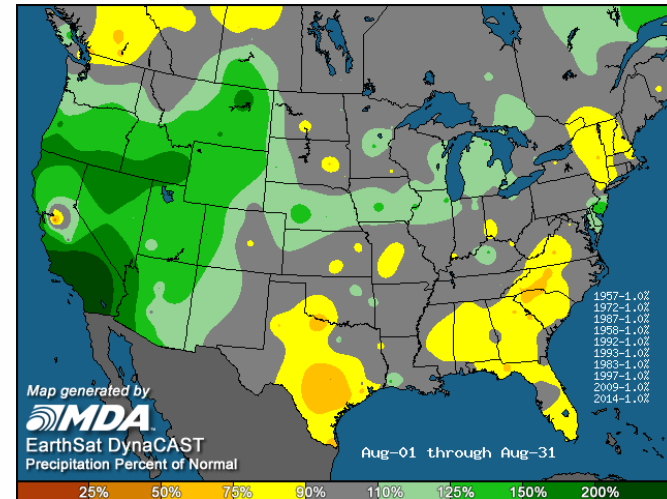 1957-1.0%
1972-1.0%
1987-1.0%
1958-1.0%
1992-1.0%
1993-1.0%
1983-1.0%
1997-1.0%
2009-1.0%
2014-1.0%
Map generated by
MDA
EarthSat DynaCAST
Precipitation Percent of Normal
Aug-01 through Aug-31
25% 50% 75% 90% 110% 125% 150% 200%